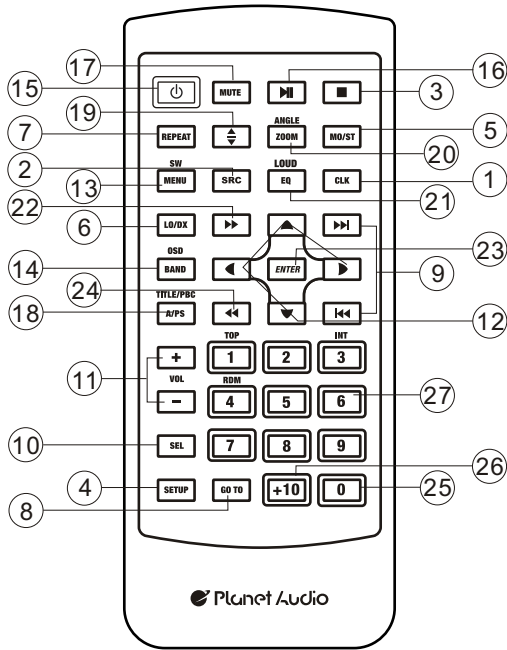 17
16
15
MUTE
3
19
ANGLE
7
REPEAT
ZOOM
MO/ST
5
2
SW
LOUD
20
13
MENU
SRC
EQ
CLK
1
22
21
6
LO/DX
OSD
23
14
BAND
ENTER
9
24
TITLE/PBC
18
A/PS
12
TOP
INT
+
1
2
3
11
VOL
RDM
−
4
5
6
27
10
SEL
7
8
9
26
4
SETUP
GO TO
+10
0
25
8
Planet Audio